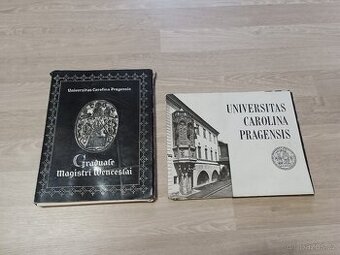 Universitas Carolina Pragensis
Graduale
Magistri Wenceslai
UNIVERSITAS
CAROLINA
PRAGENSIS